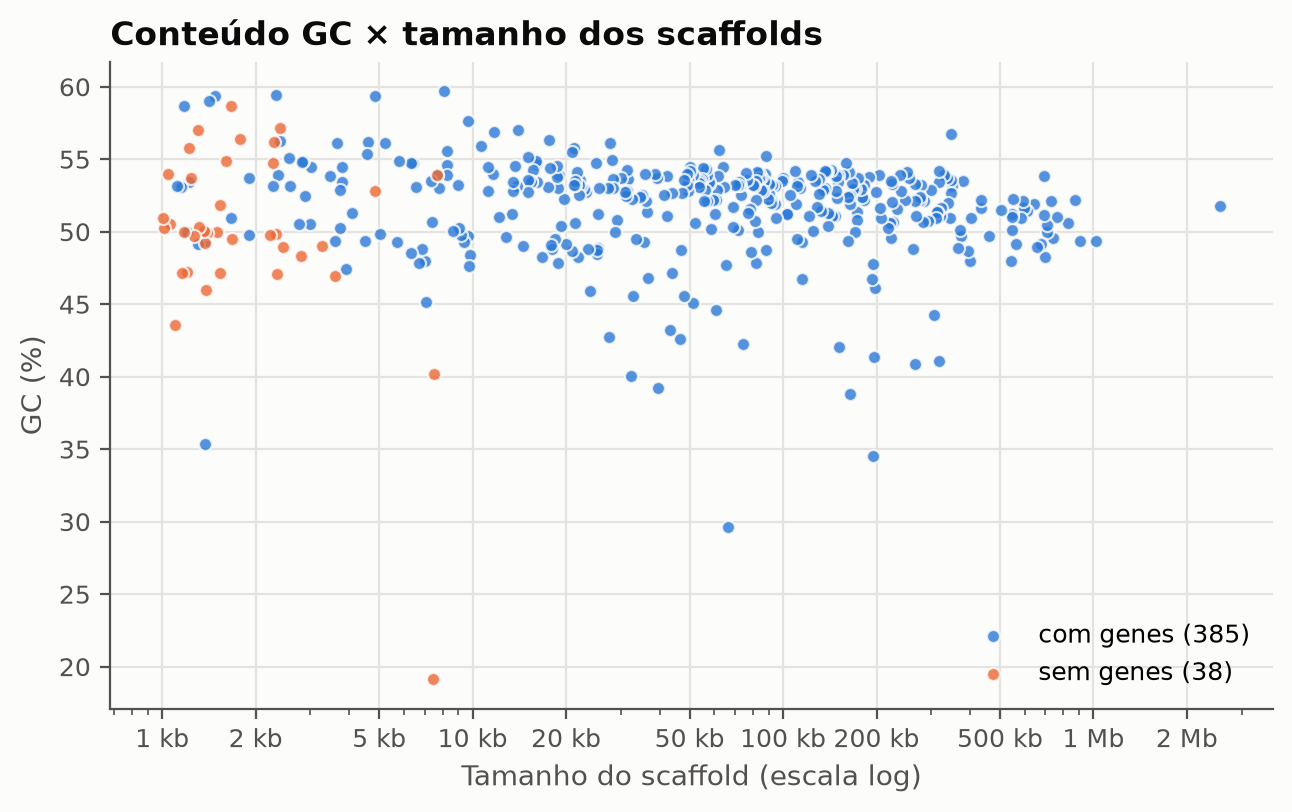 Conteúdo GC × tamanho dos scaffolds
GC (%)
60
55
50
45
40
35
30
25
20
com genes (385)
sem genes (38)
1 kb 2 kb 5 kb 10 kb 20 kb 50 kb 100 kb 200 kb 500 kb 1 Mb 2 Mb
Tamanho do scaffold (escala log)